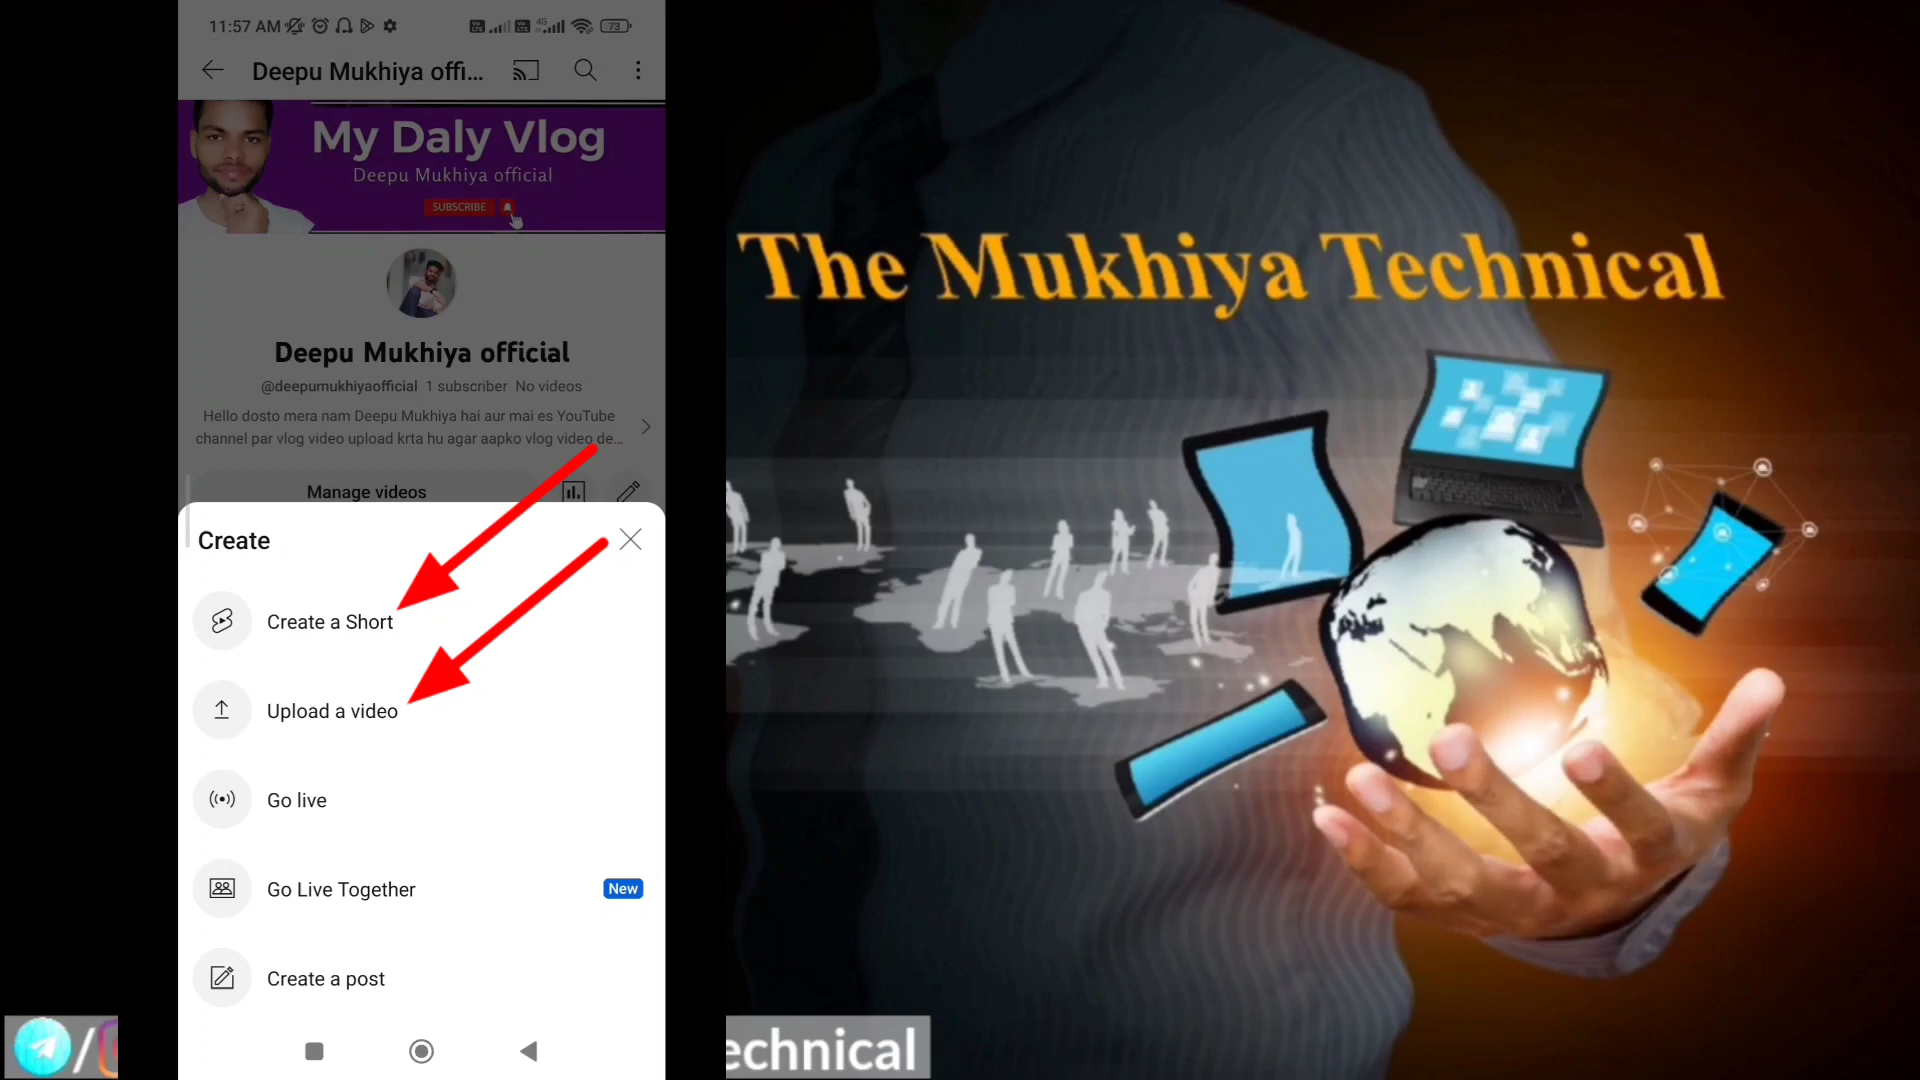 11:57 AM
4G
73
Deepu Mukhiya offi...
My Daly Vlog
Deepu Mukhiya official
SUBSCRIBE
Deepu Mukhiya official
@deepumukhiyaofficial 1 subscriber No videos
Hello dosto mera nam Deepu Mukhiya hai aur mai es YouTube
channel par vlog video upload krta hu agar aapko vlog video de...
Manage videos
Create
Create a Short
Upload a video
Go live
Go Live Together
New
Create a post
The Mukhiya Technical
/
echnical